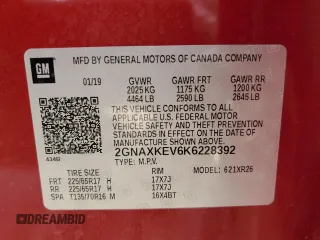 GM
MFD BY GENERAL MOTORS OF CANADA COMPANY
01/19 GVWR GAWR FRT GAWR RR
2025 KG 1175 KG 1200 KG
4464 LB 2590 LB 2645 LB
THIS VEHICLE CONFORMS TO ALL APPLICABLE
U.S. FEDERAL MOTOR VEHICLE SAFETY, BUMPER, AND
THEFT PREVENTION STANDARDS IN EFFECT ON THE
DATE OF MANUFACTURE SHOWN ABOVE.
2GNAXKEV6K6228392
TYPE: M.P.V. MODEL: 621XR26
TIRE SIZE RIM
FRT 225/65R17 H 17X7J
RR 225/65R17 H 17X7J
SPA T135/70R16 M 16X4BT
DREAMBID